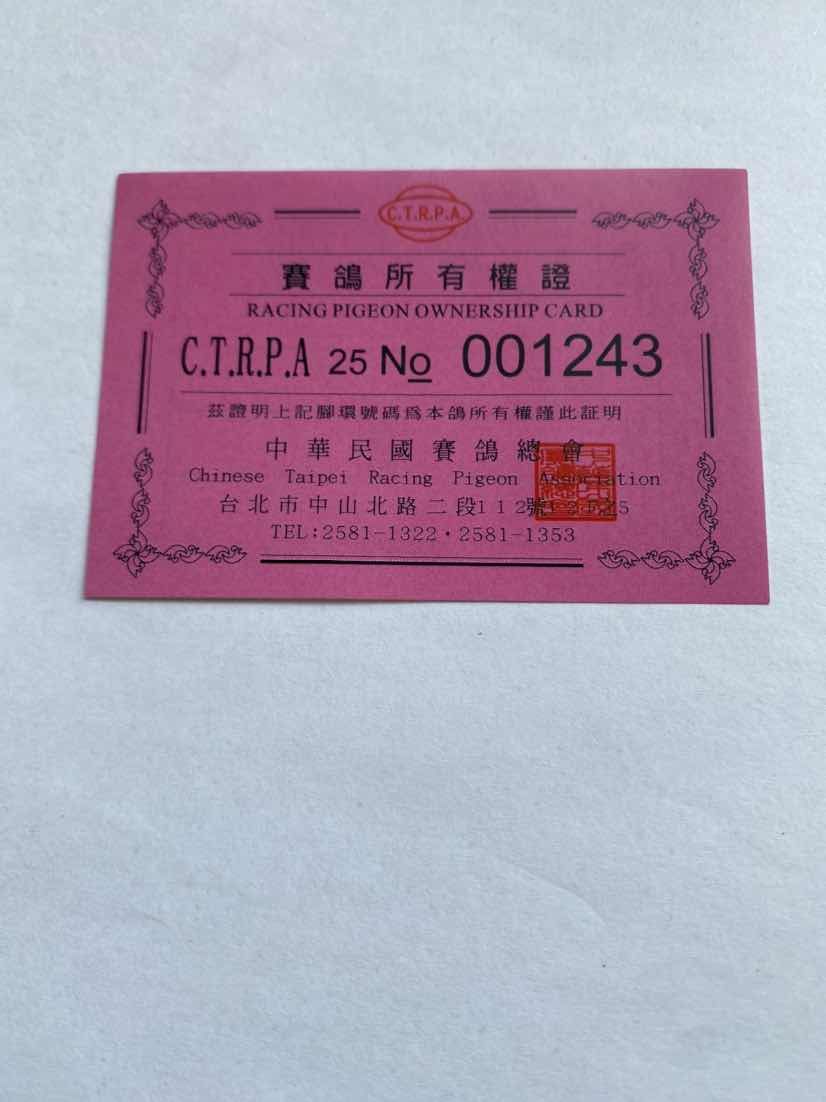 C.T.R.P.A.
賽鴿所有權證
RACING PIGEON OWNERSHIP CARD
C.T.R.P.A 25 No 001243
茲證明上記腳環號碼爲本鴿所有權謹此証明
中華民國賽鴿總會
Chinese Taipei Racing Pigeon Association
台北市中山北路二段112號
TEL:2581-1322・2581-1353